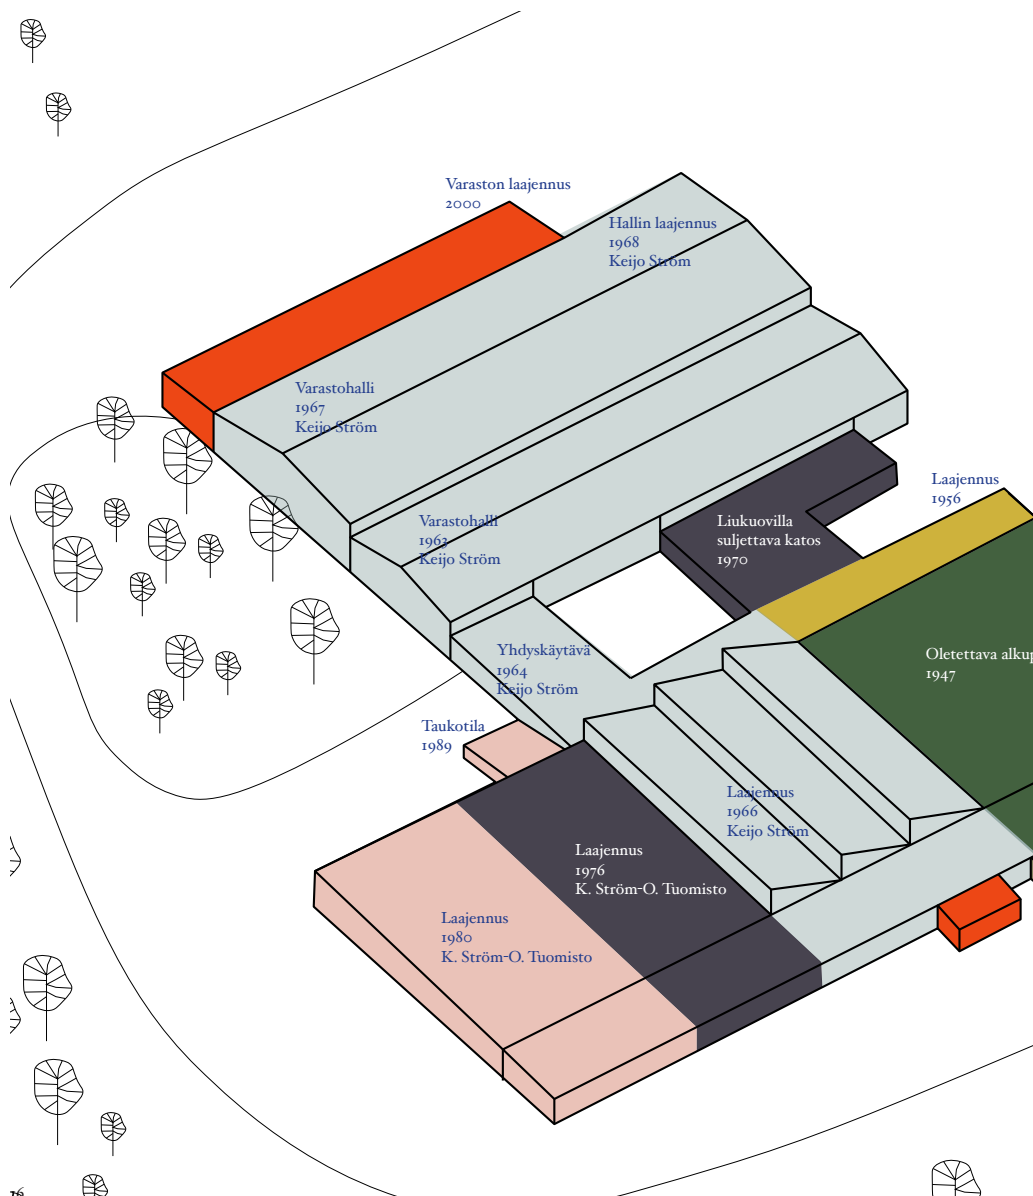 Varaston laajennus
2000
Hallin laajennus
1968
Keijo Ström
Varastohalli
1967
Keijo Ström
Laajennus
1956
Varastohalli
1963
Keijo Ström
Liukuovilla
suljettava katos
1970
Yhdyskäytävä
1964
Keijo Ström
Oletettava alkup
1947
Taukotila
1989
Laajennus
1966
Keijo Ström
Laajennus
1976
K. Ström-O. Tuomisto
Laajennus
1980
K. Ström-O. Tuomisto